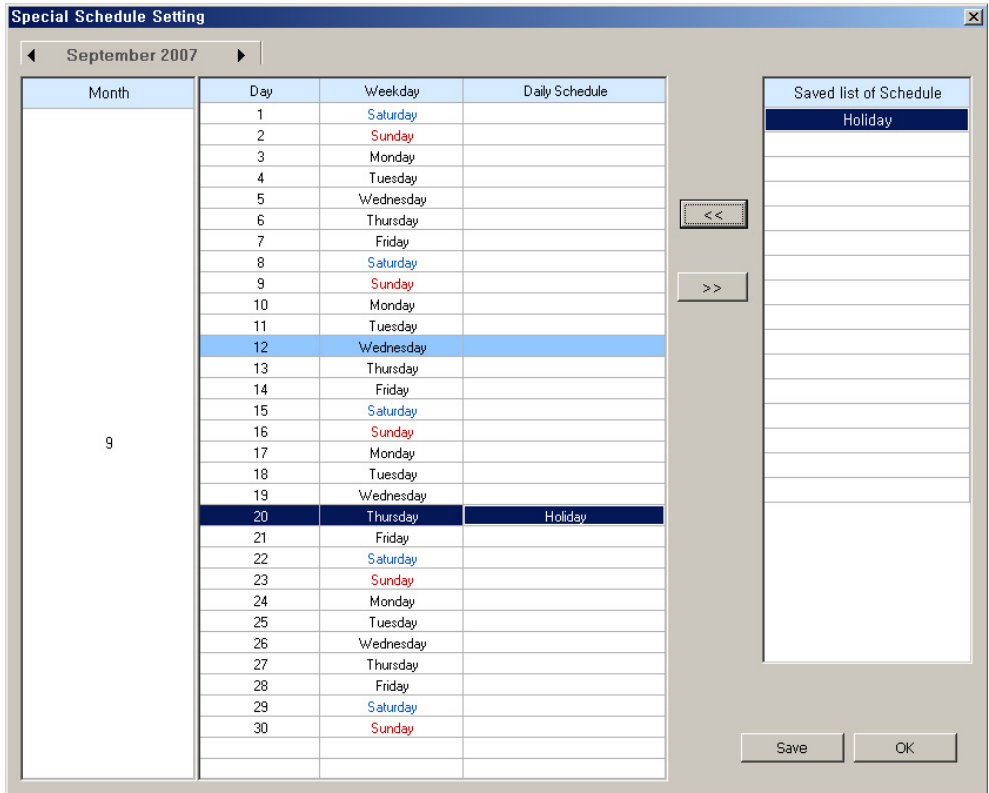 Special Schedule Setting
September 2007
Month Day Weekday Daily Schedule Saved list of Schedule
1 Saturday Holiday
2 Sunday
3 Monday
4 Tuesday
5 Wednesday
6 Thursday <<
7 Friday
8 Saturday
9 Sunday >>
10 Monday
11 Tuesday
12 Wednesday
13 Thursday
14 Friday
15 Saturday
16 Sunday
9
17 Monday
18 Tuesday
19 Wednesday
20 Thursday Holiday
21 Friday
22 Saturday
23 Sunday
24 Monday
25 Tuesday
26 Wednesday
27 Thursday
28 Friday
29 Saturday
30 Sunday
Save OK